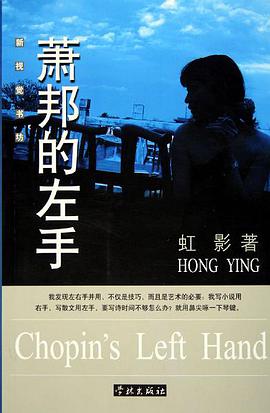 新视觉书坊
萧邦的左手
虹 影 著
HONG YING
我发现左右手并用，不仅是技巧，而且是艺术的必要：我写小说用
右手，写散文用左手，要写诗时间不够怎么办？就用鼻尖啄一下琴键。
Chopin's Left Hand
学林出版社